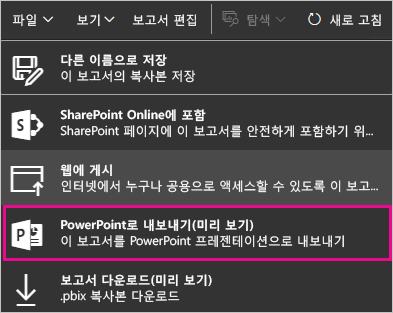 파일 보기 보고서 편집 탐색 새로 고침
다른 이름으로 저장
이 보고서의 복사본 저장
SharePoint Online에 포함
SharePoint 페이지에 이 보고서를 안전하게 포함하기 위...
웹에 게시
인터넷에서 누구나 공용으로 액세스할 수 있도록 이 보고...
PowerPoint로 내보내기(미리 보기)
이 보고서를 PowerPoint 프레젠테이션으로 내보내기
보고서 다운로드(미리 보기)
.pbix 복사본 다운로드